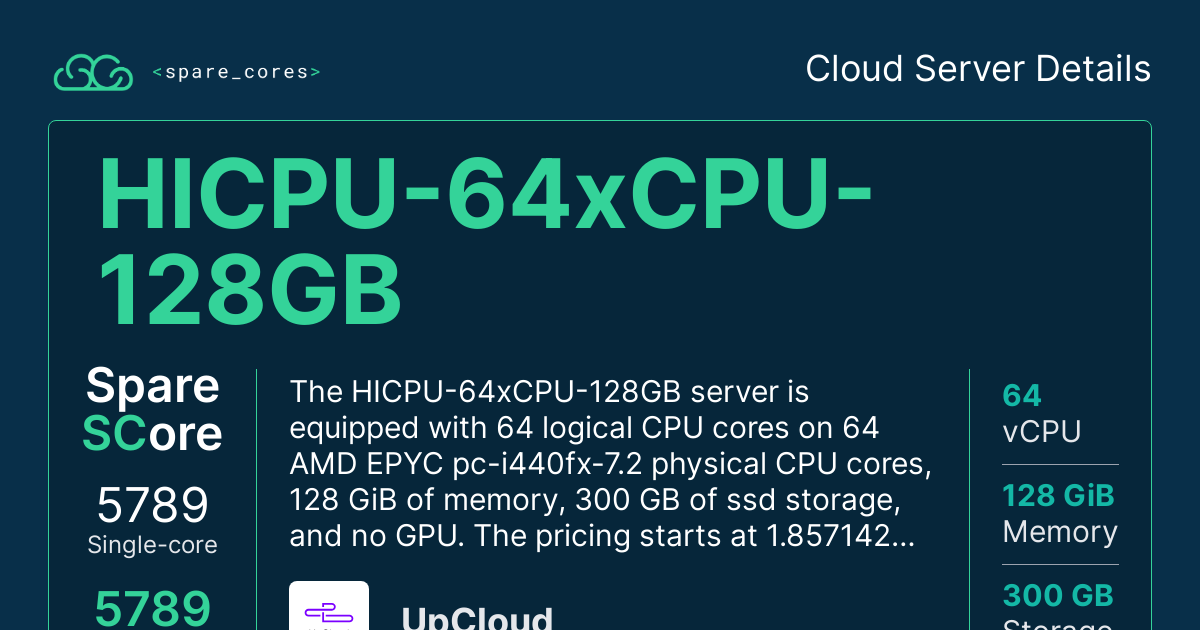 <spare_cores>
Cloud Server Details
HICPU-64xCPU-
128GB
Spare
SCore
5789
Single-core
5789
The HICPU-64xCPU-128GB server is
equipped with 64 logical CPU cores on 64
AMD EPYC pc-i440fx-7.2 physical CPU cores,
128 GiB of memory, 300 GB of ssd storage,
and no GPU. The pricing starts at 1.857142...
UpCloud
64
vCPU
128 GiB
Memory
300 GB
Storage